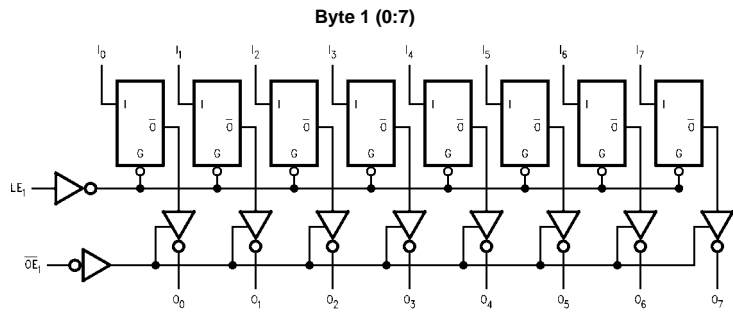 Byte 1 (0:7)
I0 I1 I2 I3 I4 I5 I6 I7
I I I I I I I I
O̅ O̅ O̅ O̅ O̅ O̅ O̅ O̅
G G G G G G G G
LE1
O̅E̅1
O0 O1 O2 O3 O4 O5 O6 O7